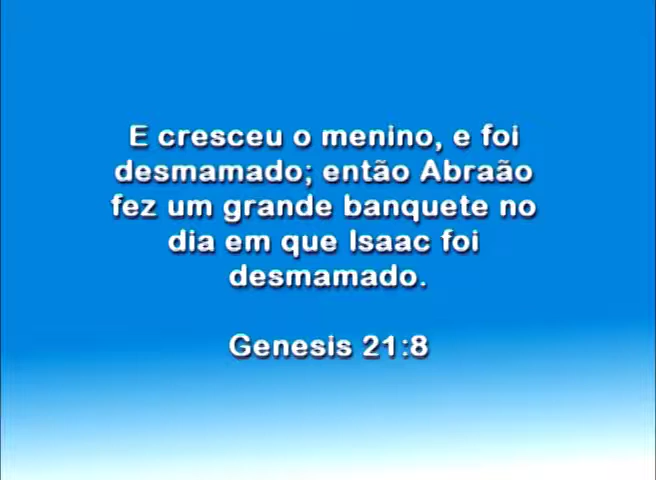 E cresceu o menino, e foi
desmamado; então Abraão
fez um grande banquete no
dia em que Isaac foi
desmamado.
Genesis 21:8